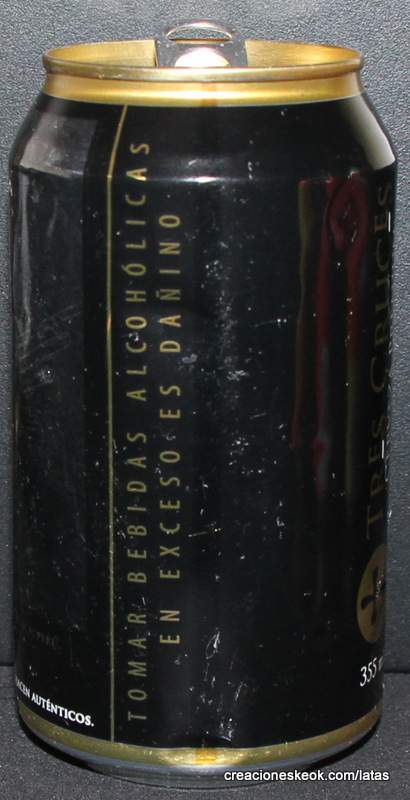 TOMAR BEBIDAS ALCOHÓLICAS
EN EXCESO ES DAÑINO
AUTÉNTICOS.
TRES CRUCES
355
creacioneskeok.com/latas